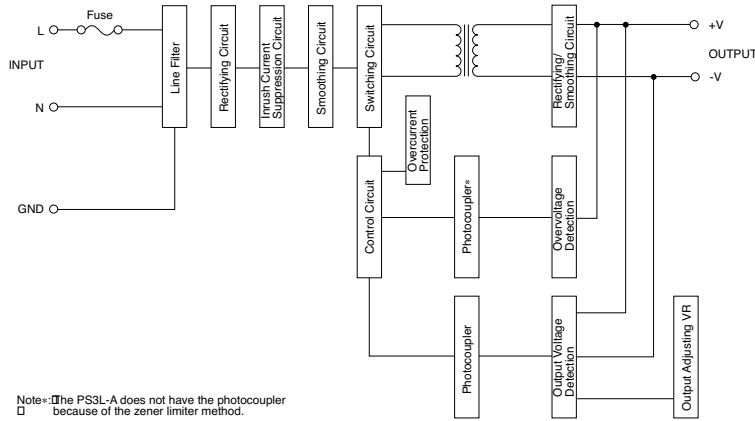 Fuse
L
INPUT
N
GND
Line Filter
Rectifying Circuit
Inrush Current
Suppression Circuit
Smoothing Circuit
Switching Circuit
Rectifying/
Smoothing Circuit
+V
OUTPUT
-V
Overcurrent
Protection
Control Circuit
Photocoupler*
Overvoltage
Detection
Photocoupler
Output Voltage
Detection
Output Adjusting VR
Note*: The PS3L-A does not have the photocoupler
because of the zener limiter method.